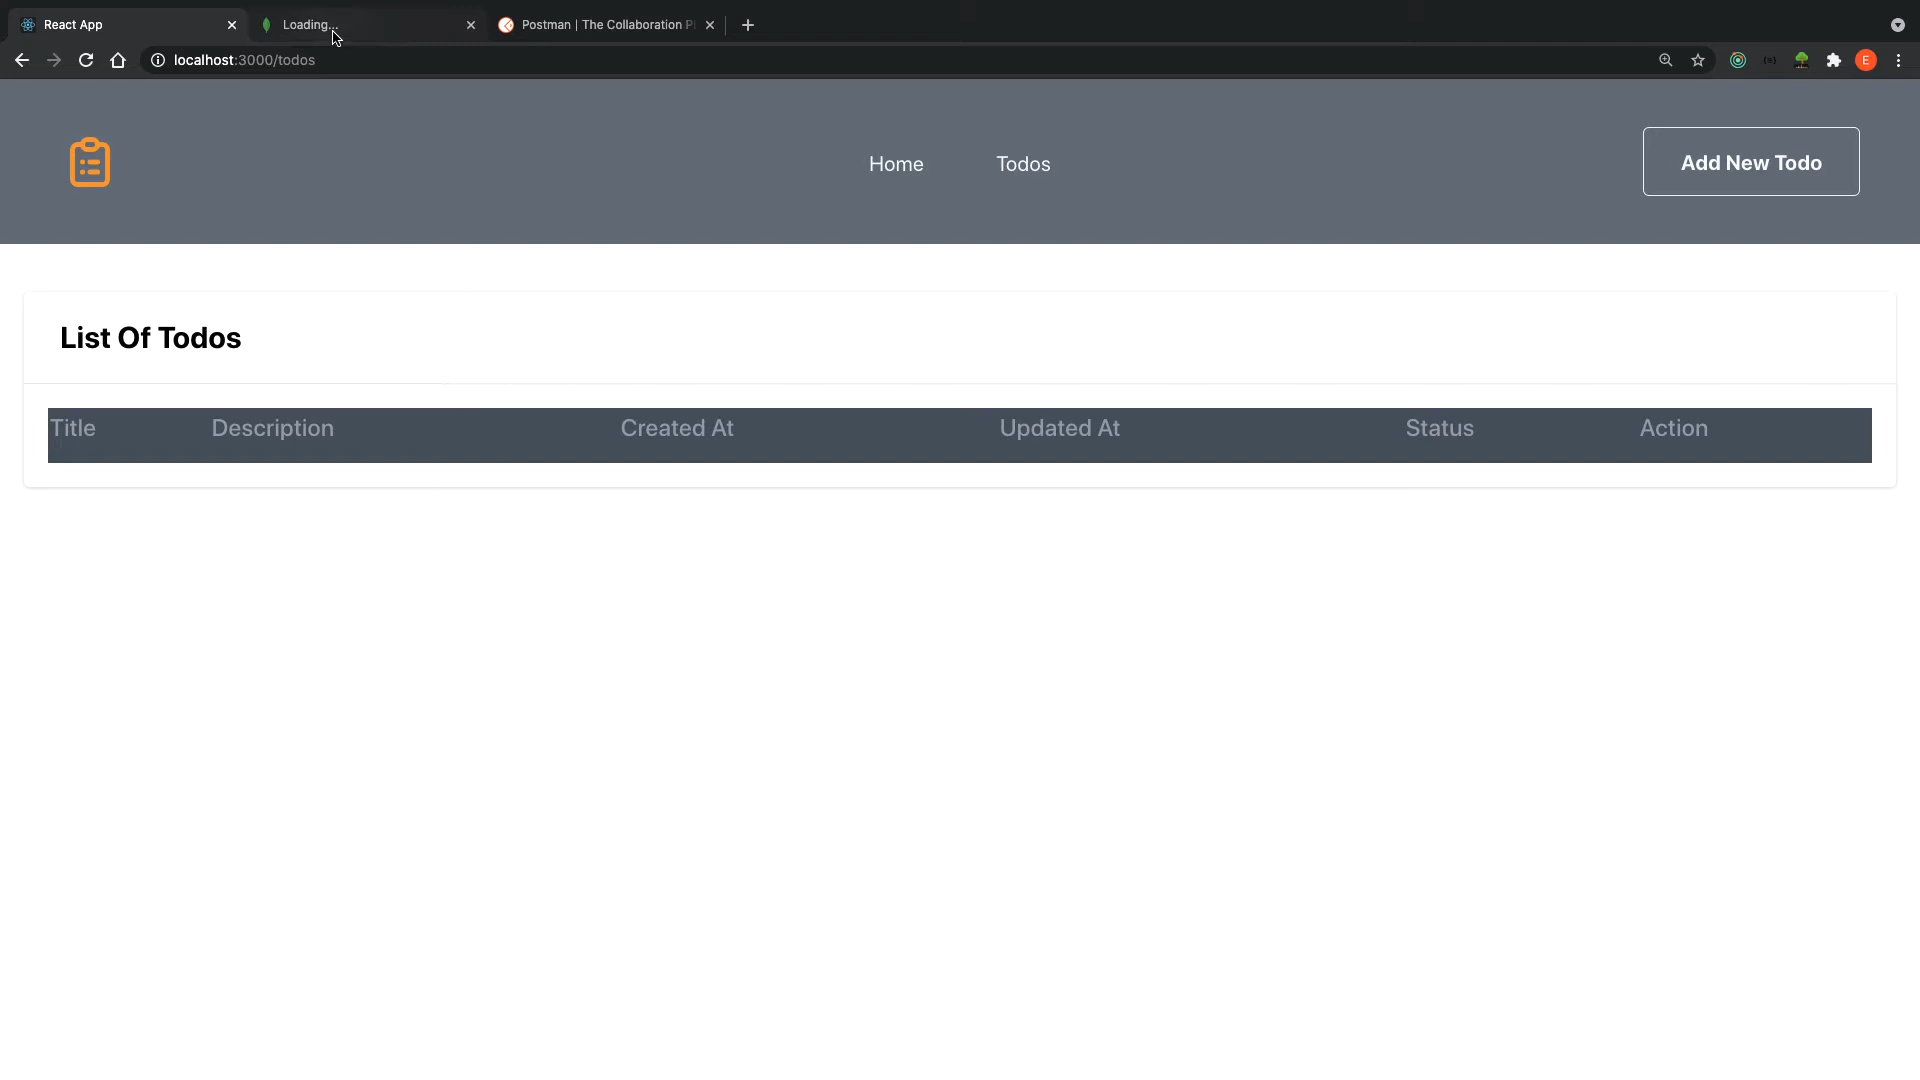 React App
Loading...
Postman | The Collaboration P
localhost:3000/todos
E
Home
Todos
Add New Todo
List Of Todos
Title
Description
Created At
Updated At
Status
Action